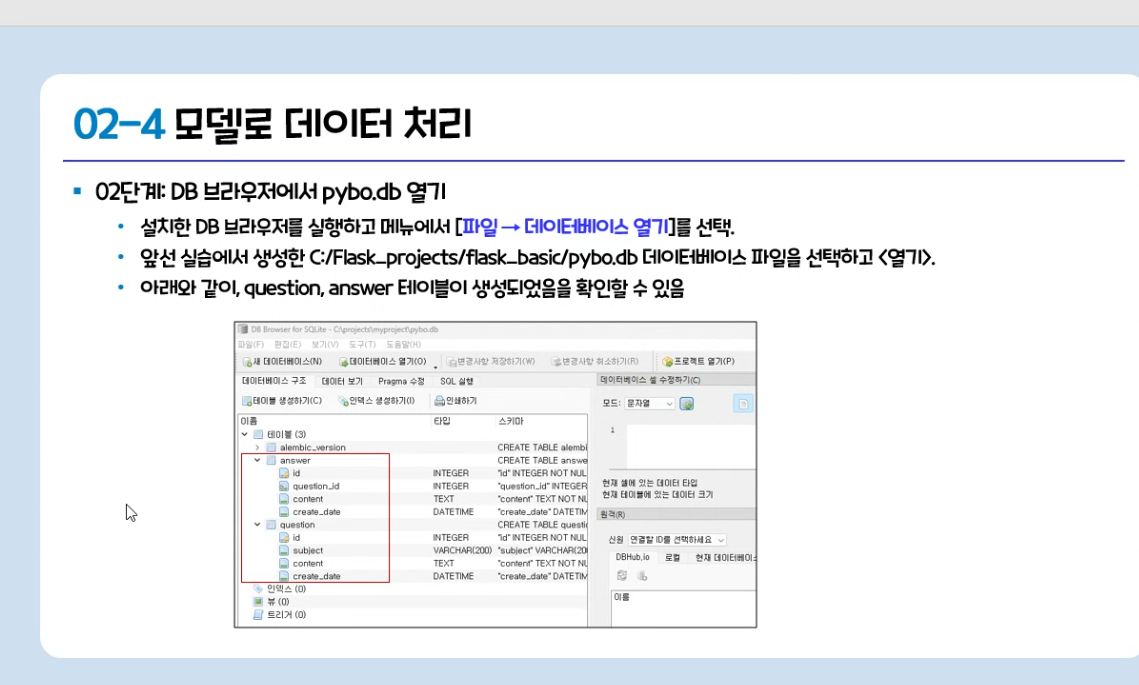 02-4 모델로 데이터 처리
02단계: DB 브라우저에서 pybo.db 열기
설치한 DB 브라우저를 실행하고 메뉴에서 [파일 → 데이터베이스 열기]를 선택.
앞선 실습에서 생성한 C:/Flask_projects/flask_basic/pybo.db 데이터베이스 파일을 선택하고 <열기>.
아래와 같이, question, answer 테이블이 생성되었음을 확인할 수 있음
DB Browser for SQLite - C:\projects\myproject\pybo.db
파일(F) 편집(E) 보기(V) 도구(T) 도움말(H)
새 데이터베이스(N) 데이터베이스 열기(O) 변경사항 저장하기(W) 변경사항 취소하기(R) 프로젝트 열기(P)
데이터베이스 구조 데이터 보기 Pragma 수정 SQL 실행
데이터베이스 셀 수정하기(C)
테이블 생성하기(C) 인덱스 생성하기(I) 인쇄하기
모드: 문자열
이름 타입 스키마
1
테이블 (3)
alembic_version CREATE TABLE alembi
answer CREATE TABLE answe
id INTEGER "id" INTEGER NOT NUL
question_id INTEGER "question_id" INTEGER
content TEXT "content" TEXT NOT NU
create_date DATETIME "create_date" DATETIM
question CREATE TABLE questi
id INTEGER "id" INTEGER NOT NUL
subject VARCHAR(200) "subject" VARCHAR(20
content TEXT "content" TEXT NOT NU
create_date DATETIME "create_date" DATETIM
인덱스 (0)
뷰 (0)
트리거 (0)
현재 셀에 있는 데이터 타입
현재 테이블에 있는 데이터 크기
원격(R)
신원 연결할 ID를 선택하세요
DBHub.io 로컬 현재 데이터베이스
이름